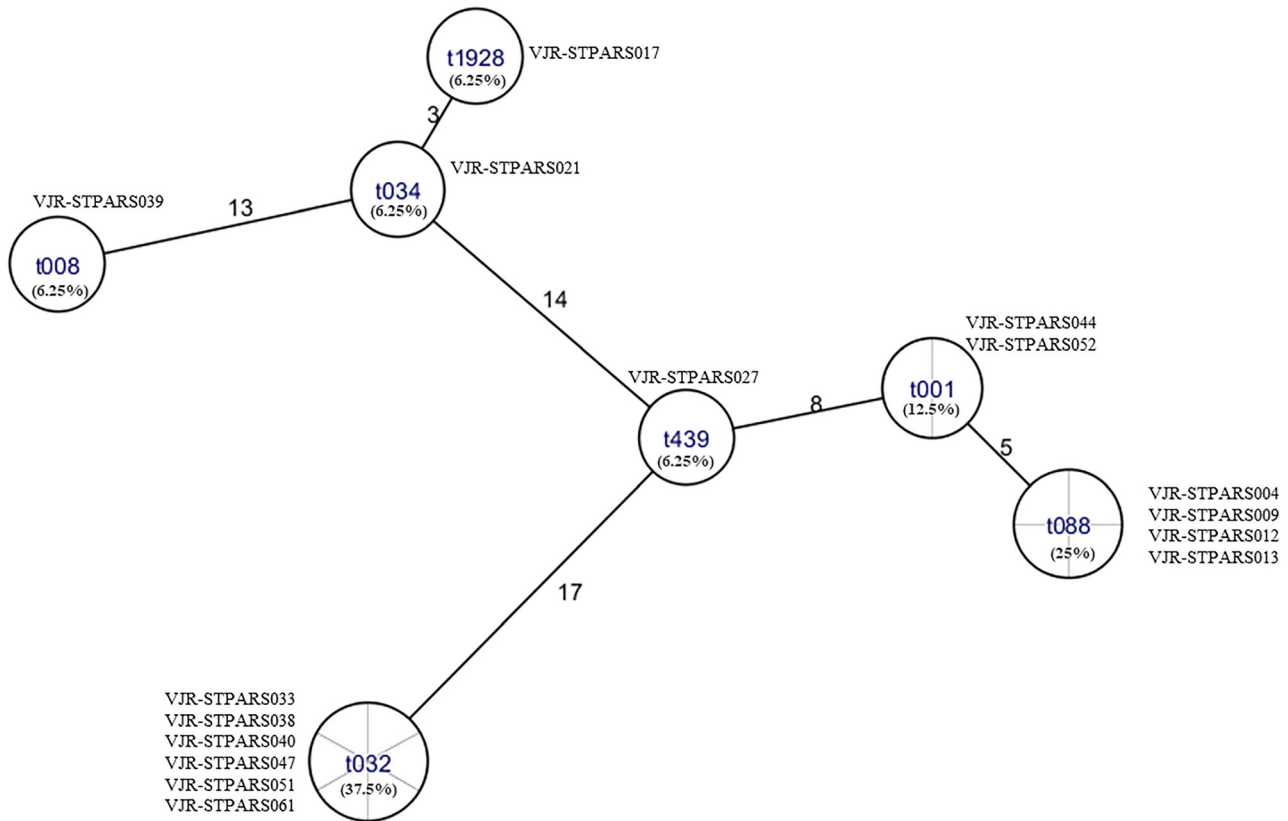 t1928
(6.25%)
VJR-STPARS017
3
t034
(6.25%)
VJR-STPARS021
VJR-STPARS039
13
t008
(6.25%)
14
VJR-STPARS044
VJR-STPARS052
VJR-STPARS027
t001
(12.5%)
8
t439
(6.25%)
5
t088
(25%)
VJR-STPARS004
VJR-STPARS009
VJR-STPARS012
VJR-STPARS013
17
VJR-STPARS033
VJR-STPARS038
VJR-STPARS040
VJR-STPARS047
VJR-STPARS051
VJR-STPARS061
t032
(37.5%)